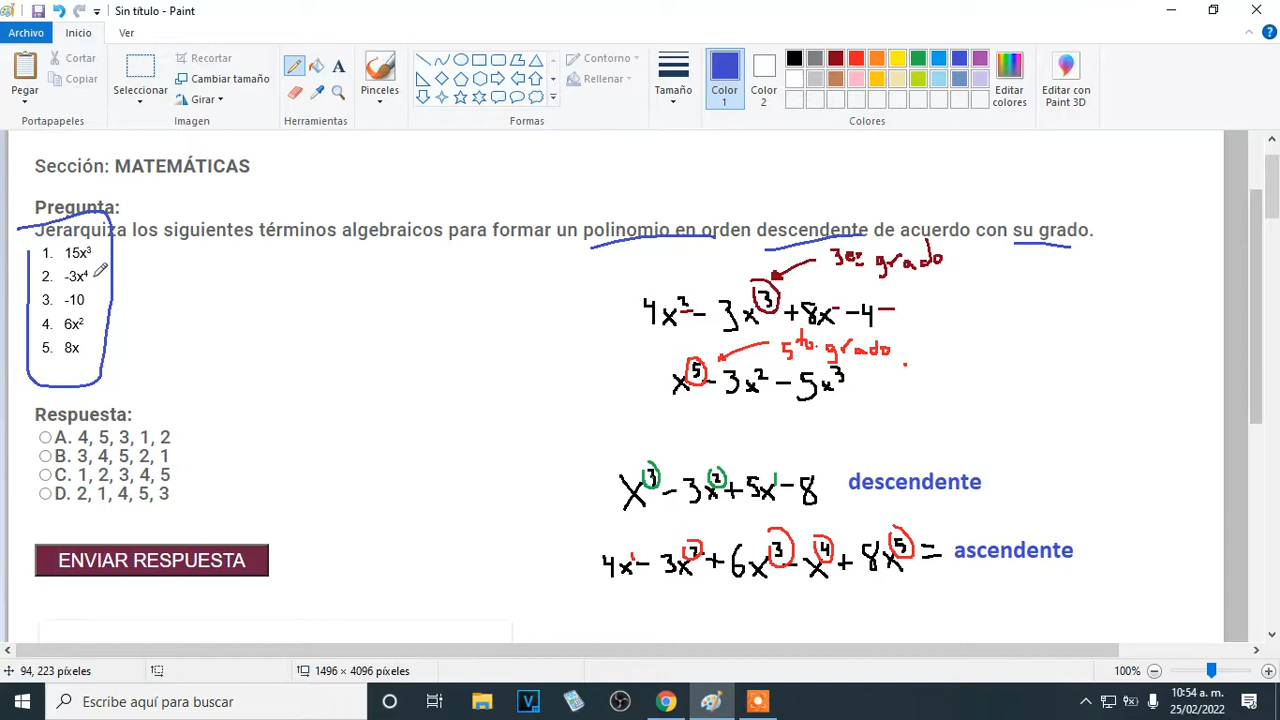 Sin título - Paint
Archivo Inicio Ver
Pegar
Cortar
Copiar
Portapapeles
Seleccionar
Recortar
Cambiar tamaño
Girar
Imagen
A
Herramientas
Pinceles
Contorno
Rellenar
Formas
Tamaño
Color 1
Color 2
Editar colores
Editar con Paint 3D
Colores
Sección: MATEMÁTICAS
Pregunta:
Jerarquiza los siguientes términos algebraicos para formar un polinomio en orden descendente de acuerdo con su grado.
1. 15x³
2. -3x⁴
3. -10
4. 6x²
5. 8x
3er grado
4x² - 3x³ + 8x - 4
5to. grado
x⁵ - 3x² - 5x³
Respuesta:
A. 4, 5, 3, 1, 2
B. 3, 4, 5, 2, 1
C. 1, 2, 3, 4, 5
D. 2, 1, 4, 5, 3
x³ - 3x² + 5x¹ - 8 descendente
ENVIAR RESPUESTA
4x¹ - 3x² + 6x³ - x⁴ + 8x⁵ = ascendente
94, 223 píxeles
1496 × 4096 píxeles
100%
Escribe aquí para buscar
V
10:54 a. m.
25/02/2022